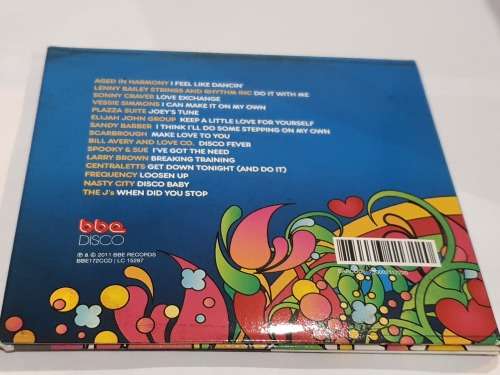 AGED IN HARMONY I FEEL LIKE DANCIN'
LENNY BAILEY STRINGS AND RHYTHM INC DO IT WITH ME
SONNY CRAVER LOVE EXCHANGE
VESSIE SIMMONS I CAN MAKE IT ON MY OWN
PLAZZA SUITE JOEY'S TUNE
ELIJAH JOHN GROUP KEEP A LITTLE LOVE FOR YOURSELF
SANDY BARBER I THINK I'LL DO SOME STEPPING ON MY OWN
SCARBROUGH MAKE LOVE TO YOU
BILL AVERY AND LOVE CO. DISCO FEVER
SPOOKY & SUE I'VE GOT THE NEED
LARRY BROWN BREAKING TRAINING
CENTRALETTS GET DOWN TONIGHT (AND DO IT)
FREQUENCY LOOSEN UP
NASTY CITY DISCO BABY
THE J's WHEN DID YOU STOP
bbe
DISCO
℗ & © 2011 BBE RECORDS
BBE172CCD | LC 15287